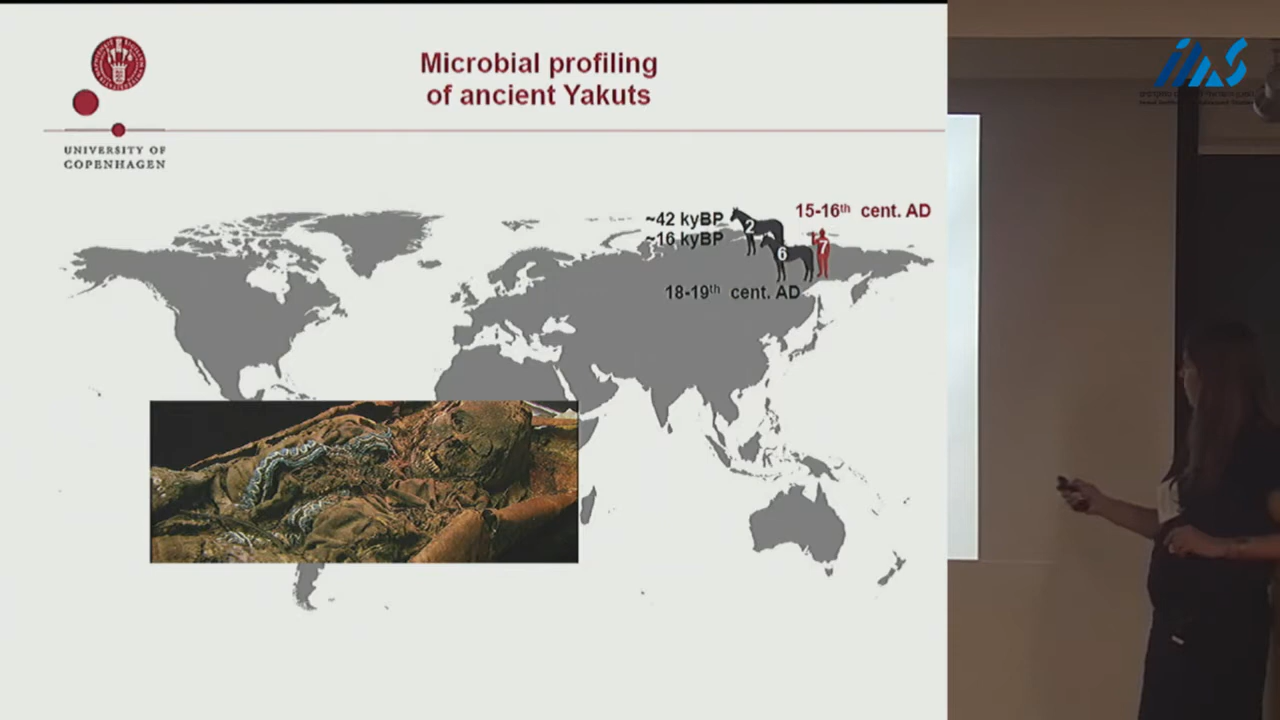 Microbial profiling
of ancient Yakuts
UNIVERSITY OF
COPENHAGEN
~42 kyBP
~16 kyBP
2
6
7
15-16th cent. AD
18-19th cent. AD
IIAS